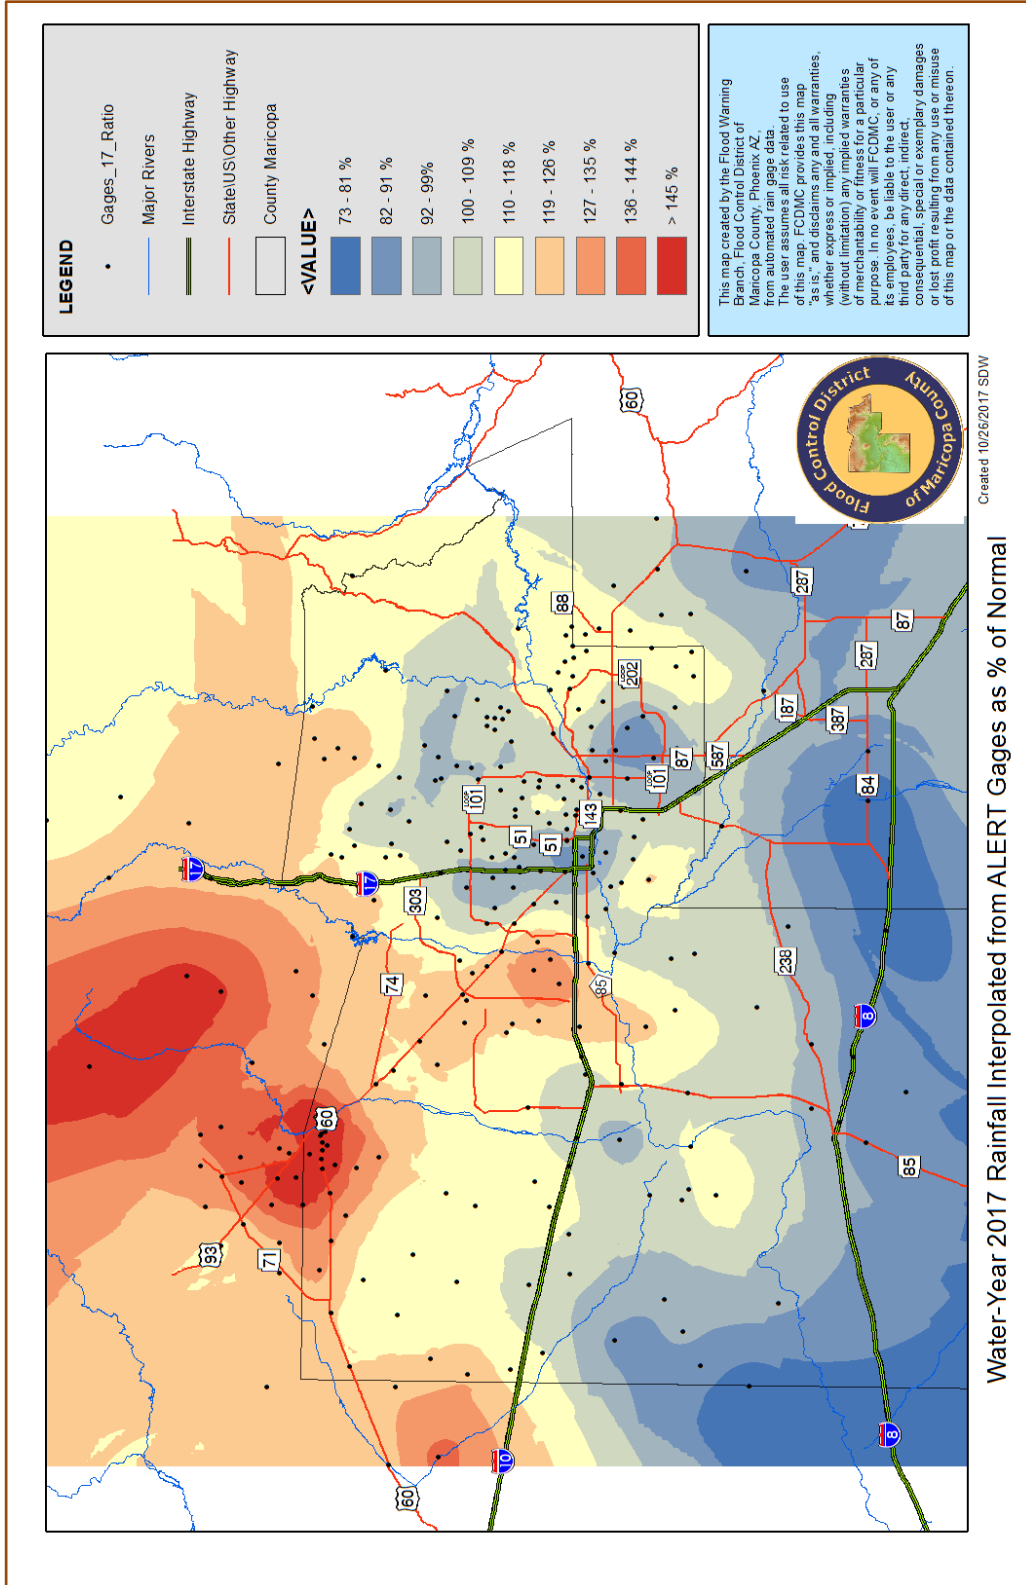 LEGEND
Gages_17_Ratio
Major Rivers
Interstate Highway
State\US\Other Highway
County Maricopa
<VALUE>
73 - 81 %
82 - 91 %
92 - 99%
100 - 109 %
110 - 118 %
119 - 126 %
127 - 135 %
136 - 144 %
> 145 %
This map created by the Flood Warning
Branch, Flood Control District of
Maricopa County, Phoenix AZ,
from automated rain gage data.
The user assumes all risk related to use
of this map. FCDMC provides this map
"as is," and disclaims any and all warranties,
whether express or implied, including
(without limitation) any implied warranties
of merchantability or fitness for a particular
purpose. In no event will FCDMC, or any of
its employees, be liable to the user or any
third party for any direct, indirect,
consequential, special or exemplary damages
or lost profit resulting from any use or misuse
of this map or the data contained thereon.
17
17
93
71
60
74
303
LOOP
101
51
51
143
88
LOOP
202
60
85
LOOP
101
87
587
187
387
287
287
87
84
238
8
85
10
60
8
Flood Control District
of Maricopa County
Created 10/26/2017 SDW
Water-Year 2017 Rainfall Interpolated from ALERT Gages as % of Normal